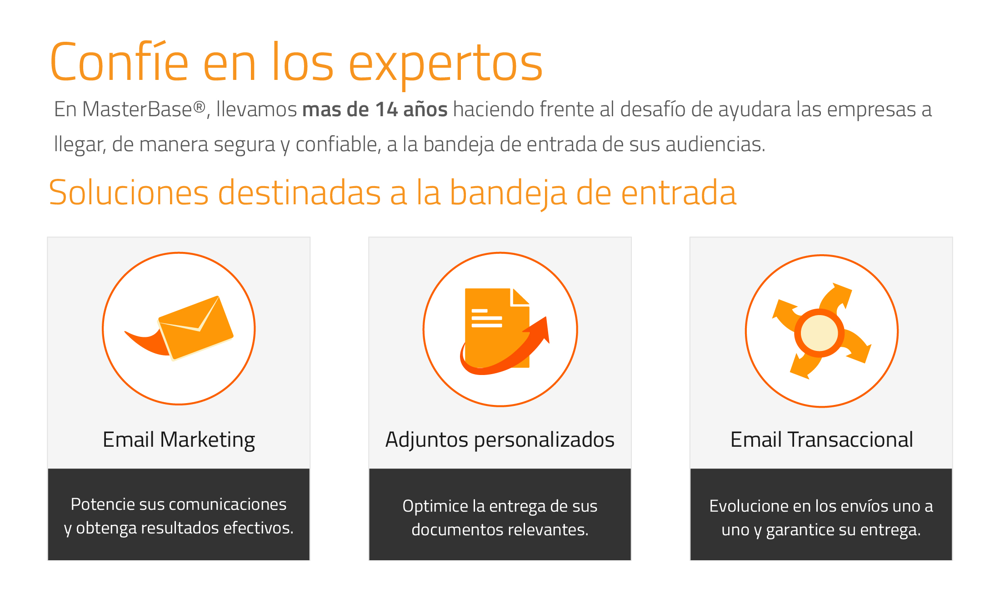 Confíe en los expertos
En MasterBase®, llevamos mas de 14 años haciendo frente al desafío de ayudara las empresas a
llegar, de manera segura y confiable, a la bandeja de entrada de sus audiencias.
Soluciones destinadas a la bandeja de entrada
Email Marketing
Potencie sus comunicaciones
y obtenga resultados efectivos.
Adjuntos personalizados
Optimice la entrega de sus
documentos relevantes.
Email Transaccional
Evolucione en los envíos uno a
uno y garantice su entrega.